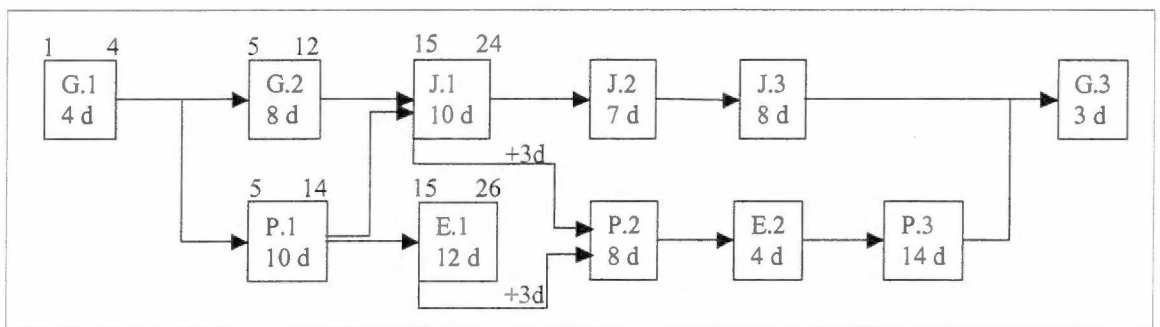 1 4 5 12 15 24
G.1 G.2 J.1 J.2 J.3 G.3
4 d 8 d 10 d 7 d 8 d 3 d
+3d
5 14 15 26
P.1 E.1 P.2 E.2 P.3
10 d 12 d 8 d 4 d 14 d
+3d